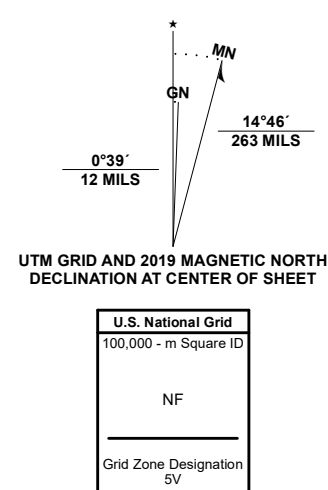 ★
MN
GN
14°46´
263 MILS
0°39´
12 MILS
UTM GRID AND 2019 MAGNETIC NORTH
DECLINATION AT CENTER OF SHEET
U.S. National Grid
100,000 - m Square ID
NF
Grid Zone Designation
5V